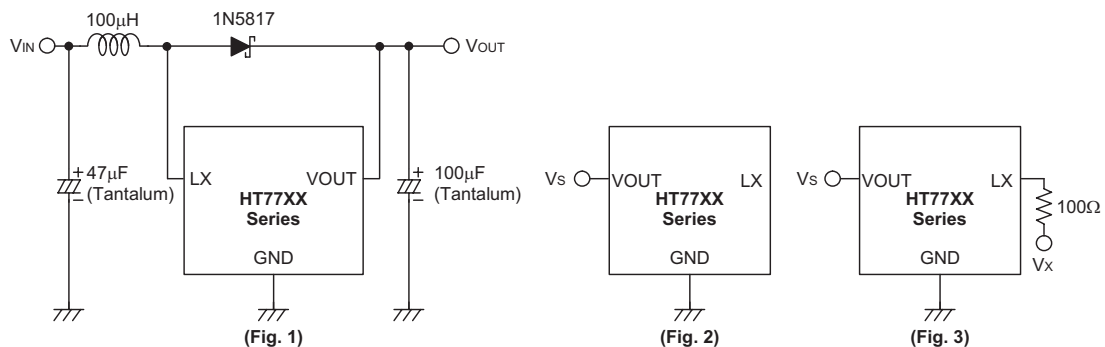 100μH
1N5817
VIN
VOUT
47μF
(Tantalum)
LX
VOUT
HT77XX
Series
GND
100μF
(Tantalum)
(Fig. 1)
VS
VOUT
LX
HT77XX
Series
GND
(Fig. 2)
VS
VOUT
LX
HT77XX
Series
GND
100Ω
VX
(Fig. 3)